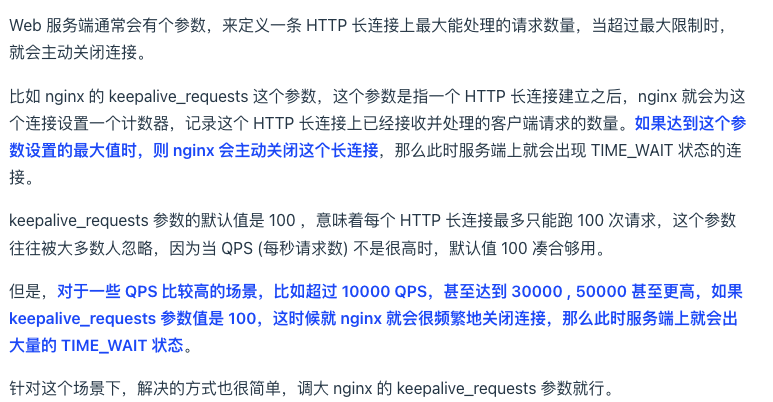 Web 服务端通常会有个参数，来定义一条 HTTP 长连接上最大能处理的请求数量，当超过最大限制时，
就会主动关闭连接。
比如 nginx 的 keepalive_requests 这个参数，这个参数是指一个 HTTP 长连接建立之后，nginx 就会为这
个连接设置一个计数器，记录这个 HTTP 长连接上已经接收并处理的客户端请求的数量。如果达到这个参
数设置的最大值时，则 nginx 会主动关闭这个长连接，那么此时服务端上就会出现 TIME_WAIT 状态的连
接。
keepalive_requests 参数的默认值是 100 ，意味着每个 HTTP 长连接最多只能跑 100 次请求，这个参数
往往被大多数人忽略，因为当 QPS (每秒请求数) 不是很高时，默认值 100 凑合够用。
但是，对于一些 QPS 比较高的场景，比如超过 10000 QPS，甚至达到 30000 , 50000 甚至更高，如果
keepalive_requests 参数值是 100，这时候就 nginx 就会很频繁地关闭连接，那么此时服务端上就会出
大量的 TIME_WAIT 状态。
针对这个场景下，解决的方式也很简单，调大 nginx 的 keepalive_requests 参数就行。